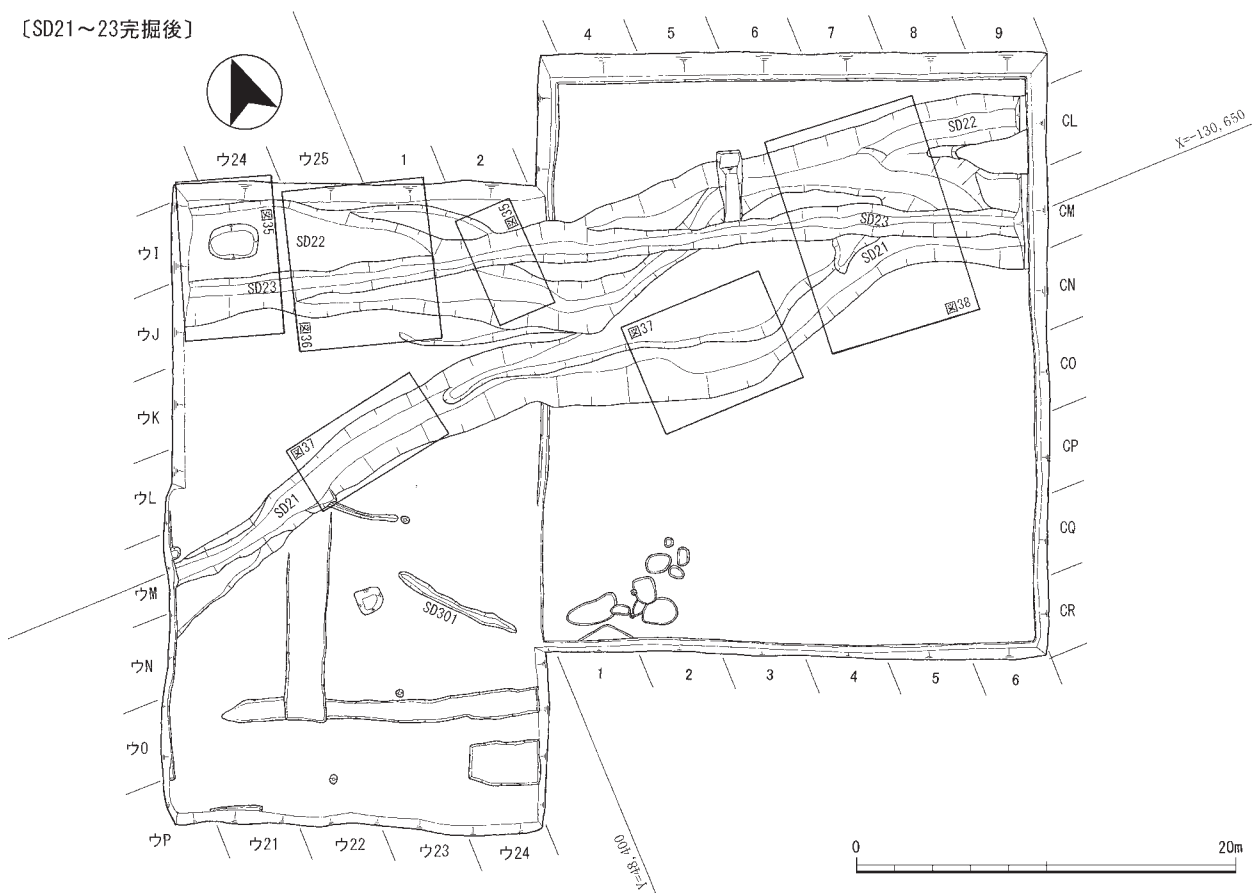 〔SD21～23完掘後〕
4
5
6
7
8
9
ウ24
ウ25
1
2
CL
CM
CN
CO
CP
CQ
CR
X=-130,650
ウI
ウJ
ウK
ウL
ウM
ウN
ウO
ウP
SD22
SD23
SD21
図38
図35
SD22
SD23
図36
図35
図37
図37
SD21
SD301
1
2
3
4
5
6
ウ21
ウ22
ウ23
ウ24
Y=48,400
0
20m